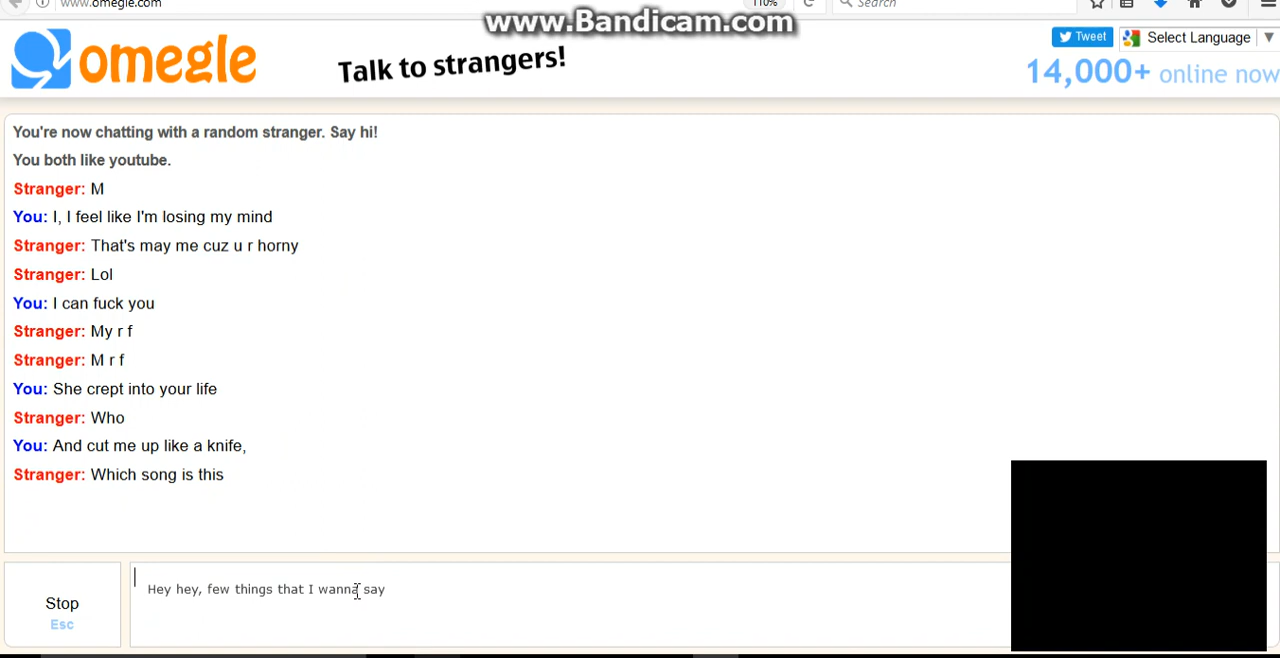 www.omegle.com
110%
Search
www.Bandicam.com
omegle
Talk to strangers!
Tweet
Select Language
14,000+ online now
You're now chatting with a random stranger. Say hi!
You both like youtube.
Stranger: M
You: I, I feel like I'm losing my mind
Stranger: That's may me cuz u r horny
Stranger: Lol
You: I can fuck you
Stranger: My r f
Stranger: M r f
You: She crept into your life
Stranger: Who
You: And cut me up like a knife,
Stranger: Which song is this
Stop
Esc
Hey hey, few things that I wanna say